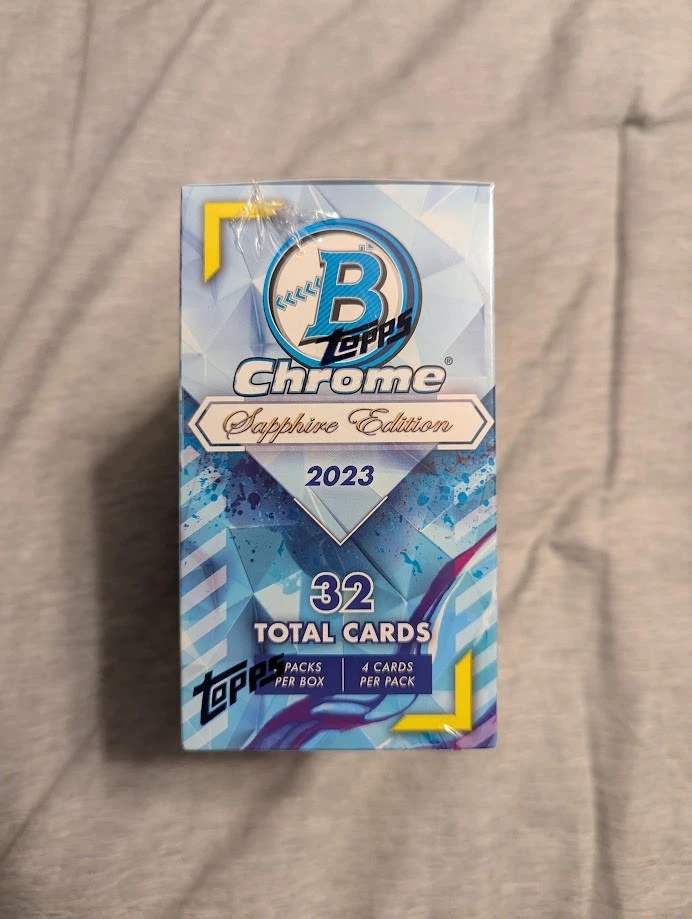 B
TOPPS
Chrome®
Sapphire Edition
2023
32
TOTAL CARDS
PACKS PER BOX
4 CARDS PER PACK
TOPPS